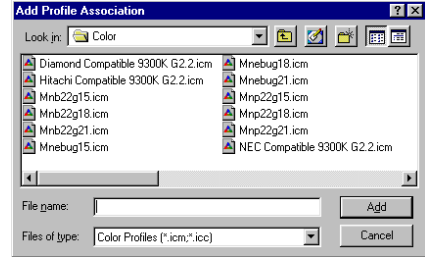 Add Profile Association
Look in: Color
Diamond Compatible 9300K G2.2.icm
Hitachi Compatible 9300K G2.2.icm
Mnb22g15.icm
Mnb22g18.icm
Mnb22g21.icm
Mnebug15.icm
Mnebug18.icm
Mnebug21.icm
Mnp22g15.icm
Mnp22g18.icm
Mnp22g21.icm
NEC Compatible 9300K G2.2.icm
File name:
Add
Files of type: Color Profiles (*.icm;*.icc)
Cancel